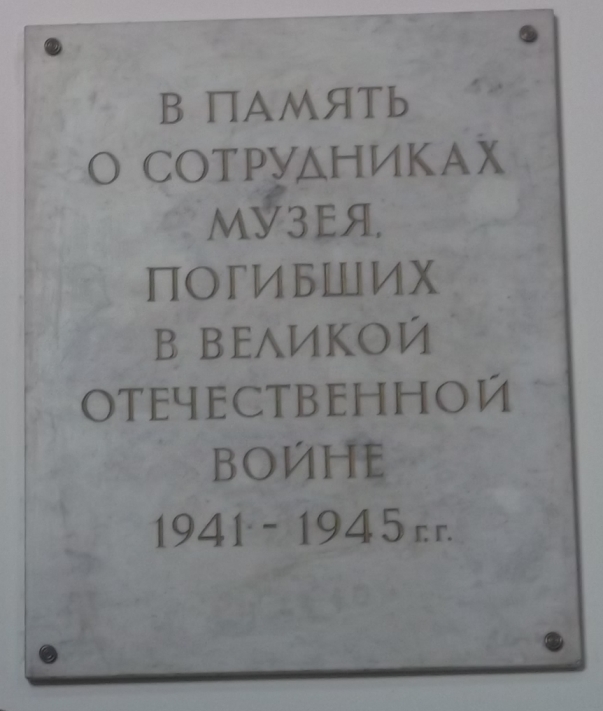 В ПАМЯТЬ
О СОТРУДНИКАХ
МУЗЕЯ,
ПОГИБШИХ
В ВЕЛИКОЙ
ОТЕЧЕСТВЕННОЙ
ВОЙНЕ
1941 - 1945 г.г.